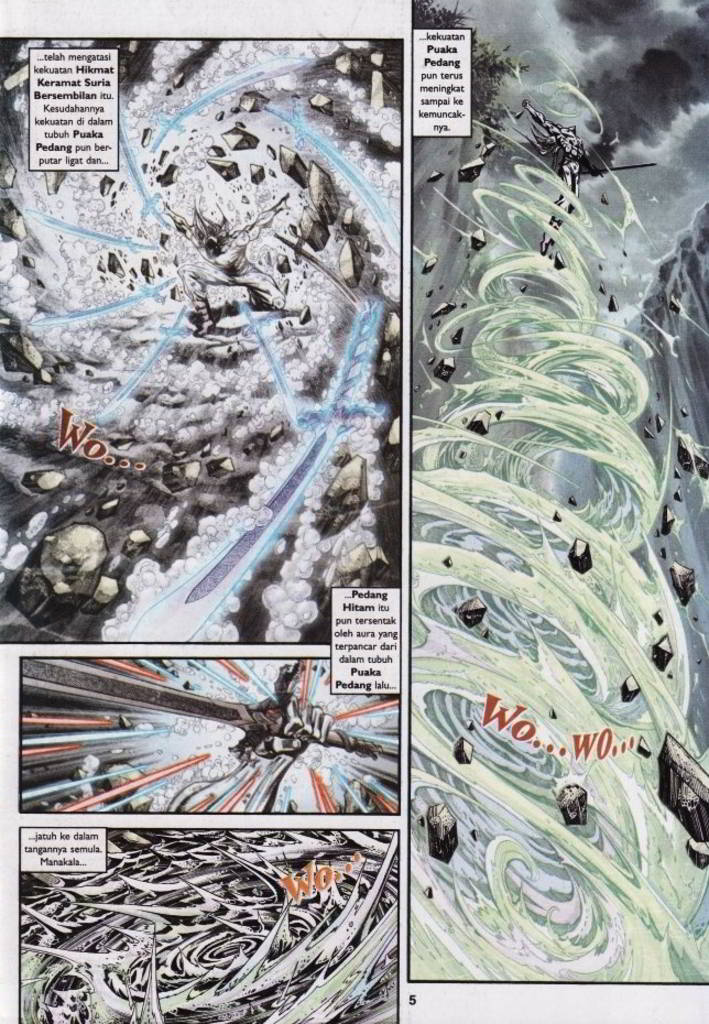 ...telah mengatasi
kekuatan Hikmat
Keramat Suria
Bersembilan itu.
Kesudahannya
kekuatan di dalam
tubuh Puaka
Pedang pun ber-
putar ligat dan...
Wo...
...Pedang
Hitam itu
pun tersentak
oleh aura yang
terpancar dari
dalam tubuh
Puaka
Pedang lalu...
...jatuh ke dalam
tangannya semula.
Manakala...
Wo...
...kekuatan
Puaka
Pedang
pun terus
meningkat
sampai ke
kemuncak-
nya.
Wo... WO...
5